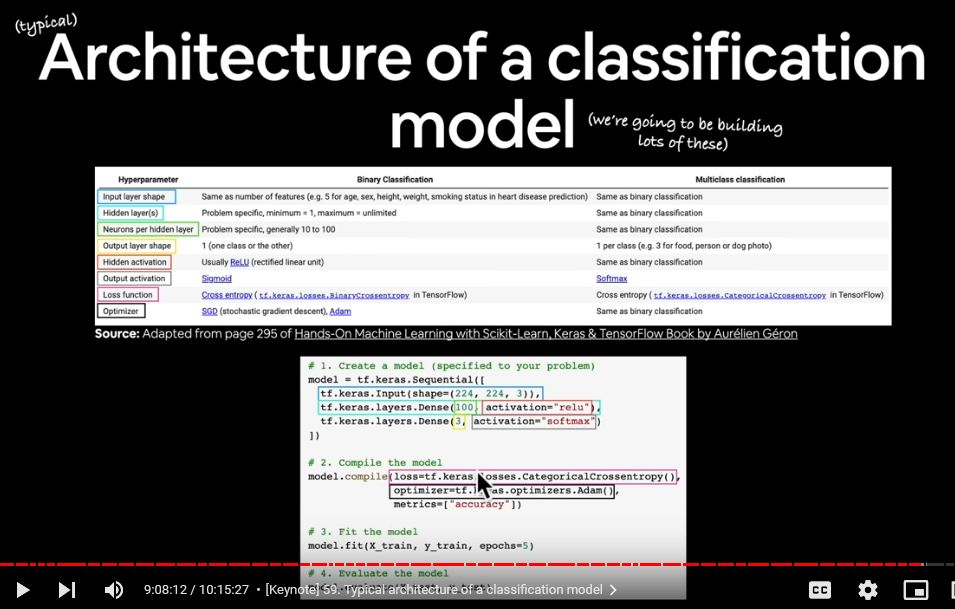 (typical)
Architecture of a classification
model (we're going to be building
lots of these)
Hyperparameter Binary Classification Multiclass classification
Input layer shape Same as number of features (e.g. 5 for age, sex, height, weight, smoking status in heart disease prediction) Same as binary classification
Hidden layer(s) Problem specific, minimum = 1, maximum = unlimited Same as binary classification
Neurons per hidden layer Problem specific, generally 10 to 100 Same as binary classification
Output layer shape 1 (one class or the other) 1 per class (e.g. 3 for food, person or dog photo)
Hidden activation Usually ReLU (rectified linear unit) Same as binary classification
Output activation Sigmoid Softmax
Loss function Cross entropy ( tf.keras.losses.BinaryCrossentropy in TensorFlow) Cross entropy ( tf.keras.losses.CategoricalCrossentropy in TensorFlow)
Optimizer SGD (stochastic gradient descent), Adam Same as binary classification
Source: Adapted from page 295 of Hands-On Machine Learning with Scikit-Learn, Keras & TensorFlow Book by Aurélien Géron
# 1. Create a model (specified to your problem)
model = tf.keras.Sequential([
tf.keras.Input(shape=(224, 224, 3)),
tf.keras.layers.Dense(100, activation="relu"),
tf.keras.layers.Dense(3, activation="softmax")
])
# 2. Compile the model
model.compile(loss=tf.keras.losses.CategoricalCrossentropy(),
optimizer=tf.keras.optimizers.Adam(),
metrics=["accuracy"])
# 3. Fit the model
model.fit(X_train, y_train, epochs=5)
# 4. Evaluate the model
9:08:12 / 10:15:27 • [Keynote] 59. Typical architecture of a classification model
CC